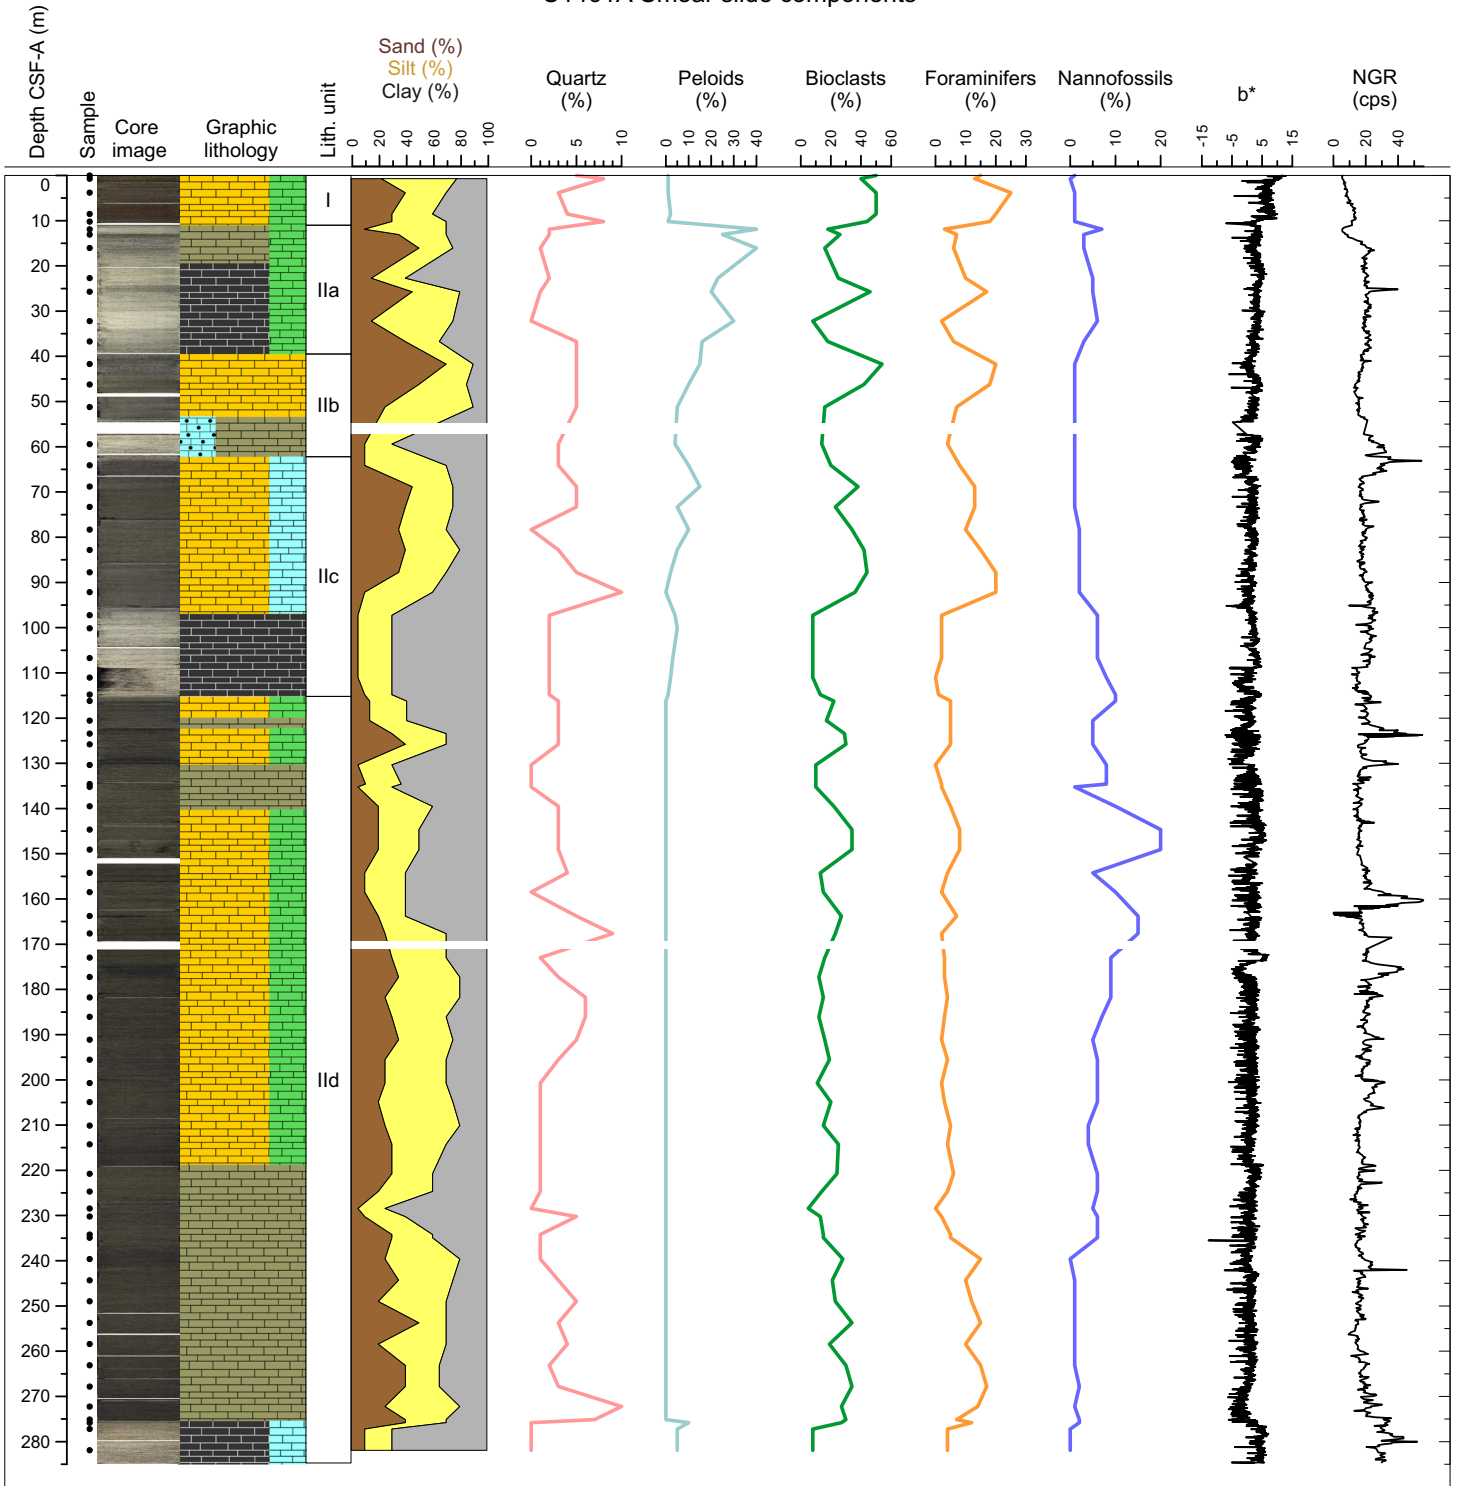 Sand (%)
Silt (%)
Clay (%)
Depth CSF-A (m)
Sample
Core
image
Graphic
lithology
Lith. unit
Quartz
(%)
Peloids
(%)
Bioclasts
(%)
Foraminifers
(%)
Nannofossils
(%)
b*
NGR
(cps)
0 20 40 60 80 100
0 5 10
0 10 20 30 40
0 20 40 60
0 10 20 30
0 10 20
-15 -5 5 15
0 20 40
0
10
20
30
40
50
60
70
80
90
100
110
120
130
140
150
160
170
180
190
200
210
220
230
240
250
260
270
280
I
IIa
IIb
IIc
IId